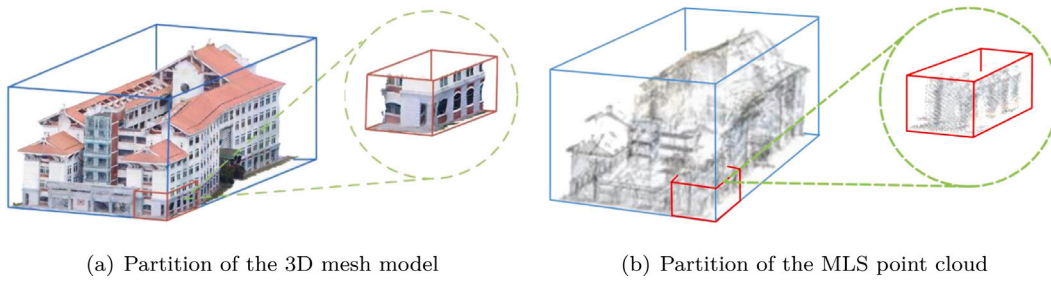 (a) Partition of the 3D mesh model
(b) Partition of the MLS point cloud